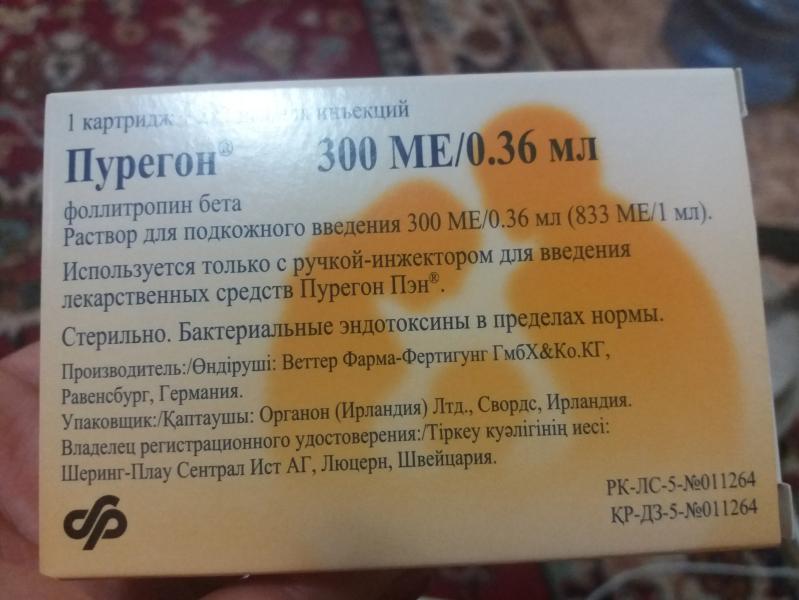 1 картридж инъекций
Пурегон® 300 МЕ/0.36 мл
фоллитропин бета
Раствор для подкожного введения 300 МЕ/0.36 мл (833 МЕ/1 мл).
Используется только с ручкой-инжектором для введения
лекарственных средств Пурегон Пэн®.
Стерильно. Бактериальные эндотоксины в пределах нормы.
Производитель:/Өндіруші: Веттер Фарма-Фертигунг ГмбХ&Ко.КГ,
Равенсбург, Германия.
Упаковщик:/Қаптаушы: Органон (Ирландия) Лтд., Свордс, Ирландия.
Владелец регистрационного удостоверения:/Тіркеу куәлігінің иесі:
Шеринг-Плау Сентрал Ист АГ, Люцерн, Швейцария.
РК-ЛС-5-№011264
ҚР-ДЗ-5-№011264